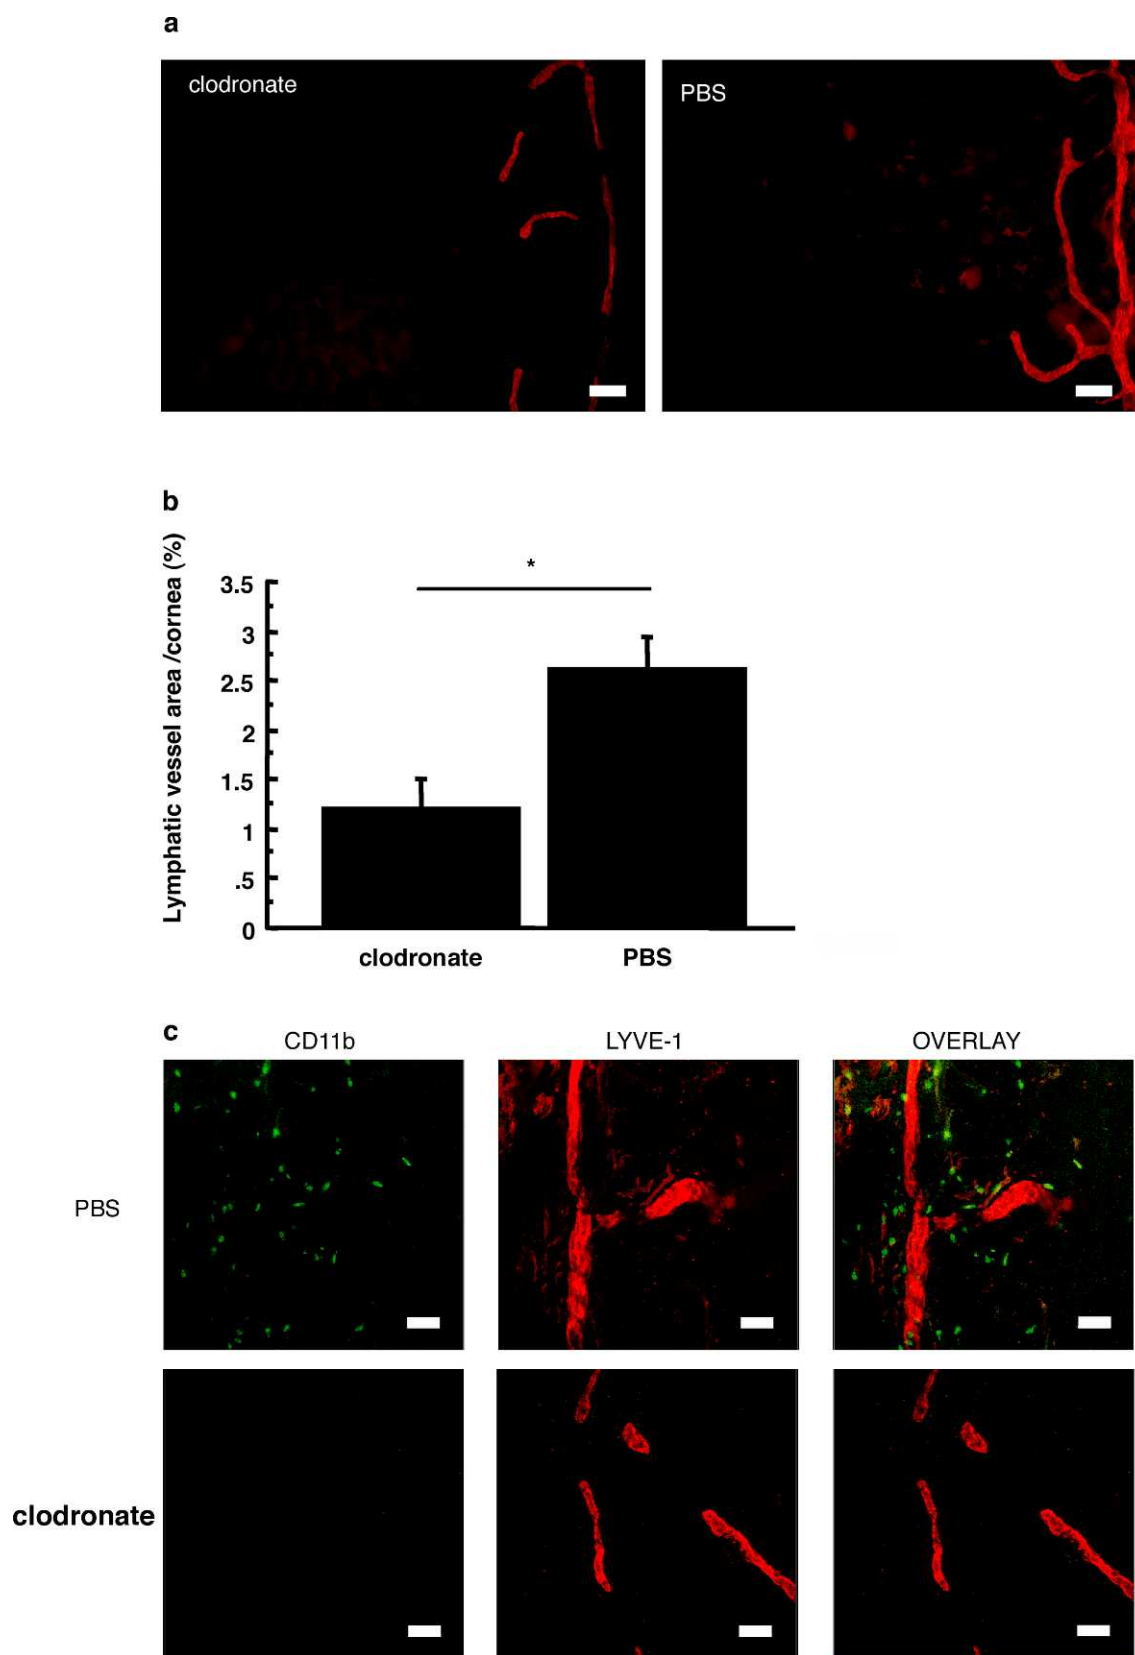 a
clodronate
PBS
b
Lymphatic vessel area /cornea (%)
*
3.5
3
2.5
2
1.5
1
.5
0
clodronate PBS
c
CD11b LYVE-1 OVERLAY
PBS
clodronate